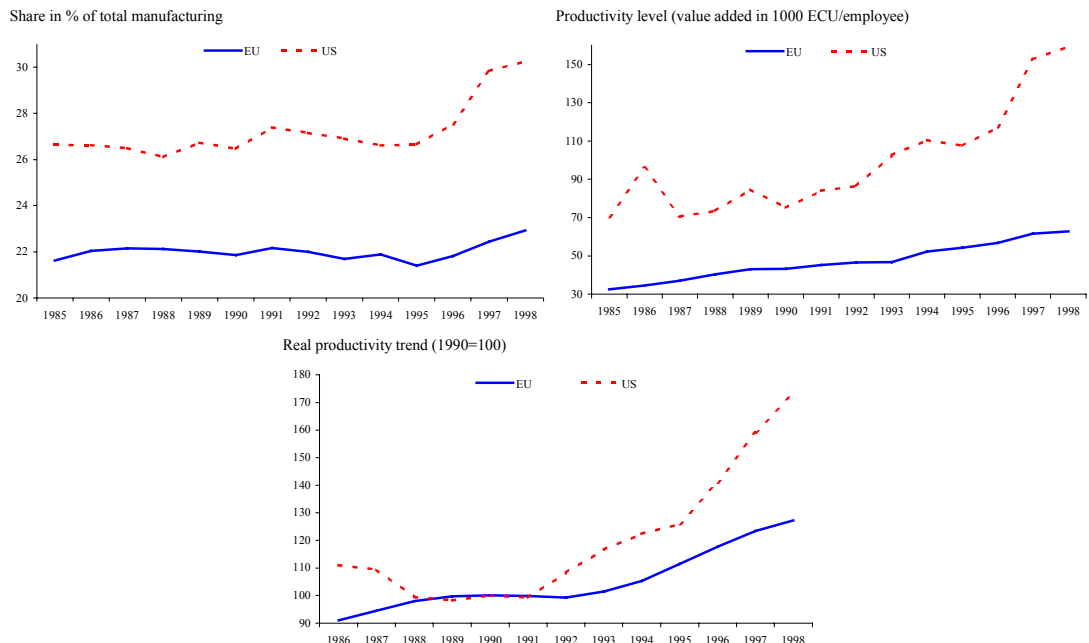 Share in % of total manufacturing
EU US
30
28
26
24
22
20
1985 1986 1987 1988 1989 1990 1991 1992 1993 1994 1995 1996 1997 1998
Productivity level (value added in 1000 ECU/employee)
EU US
150
130
110
90
70
50
30
1985 1986 1987 1988 1989 1990 1991 1992 1993 1994 1995 1996 1997 1998
Real productivity trend (1990=100)
EU US
180
170
160
150
140
130
120
110
100
90
1986 1987 1988 1989 1990 1991 1992 1993 1994 1995 1996 1997 1998